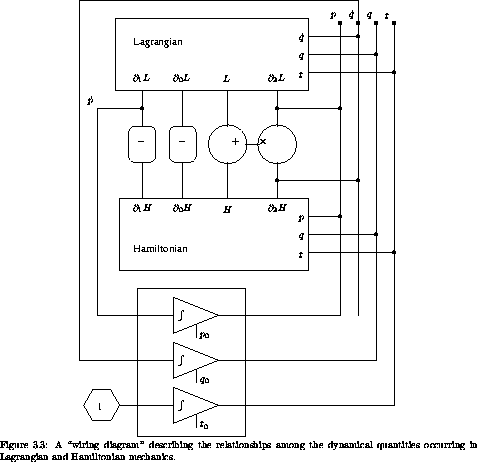 p q̇ q t
Lagrangian
q̇
q
t
∂₁L ∂₀L L ∂₂L
ṗ
− − + ×
∂₁H ∂₀H H ∂₂H
p
q
t
Hamiltonian
∫
p₀
∫
q₀
1 ∫
t₀
Figure 3.3: A “wiring diagram” describing the relationships among the dynamical quantities occurring in
Lagrangian and Hamiltonian mechanics.